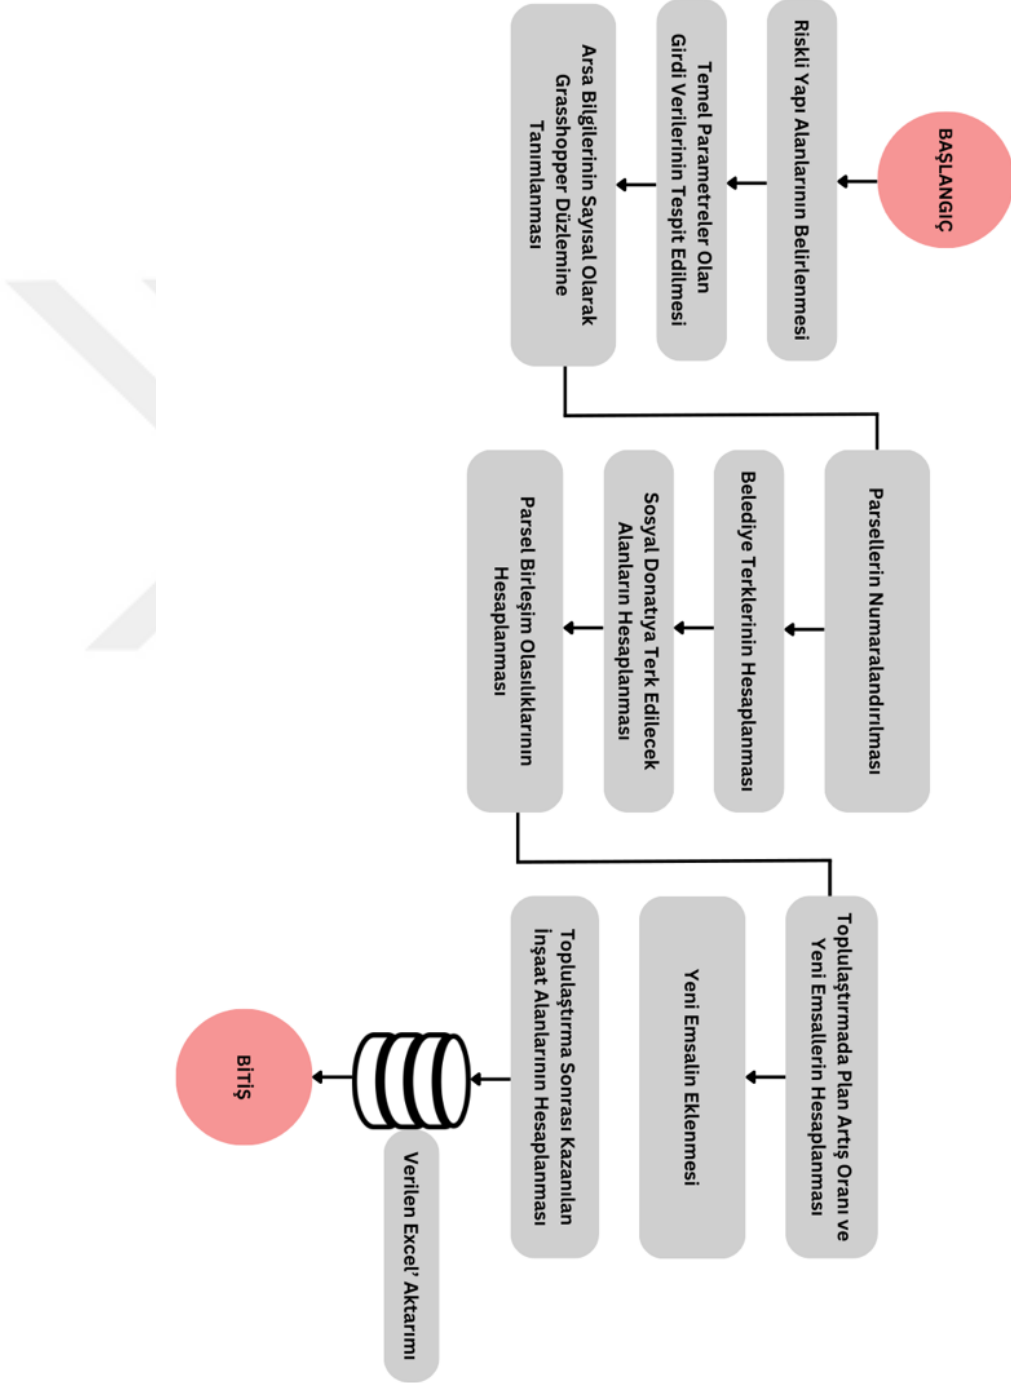 BAŞLANGIÇ
Riskli Yapı Alanlarının Belirlenmesi
Temel Parametreler Olan
Girdi Verilerinin Tespit Edilmesi
Arsa Bilgilerinin Sayısal Olarak
Grasshopper Düzlemine
Tanımlanması
Parsellerin Numaralandırılması
Belediye Terklerinin Hesaplanması
Sosyal Donatıya Terk Edilecek
Alanların Hesaplanması
Parsel Birleşim Olasılıklarının
Hesaplanması
Toplulaştırmada Plan Artış Oranı ve
Yeni Emsallerin Hesaplanması
Yeni Emsalin Eklenmesi
Toplulaştırma Sonrası Kazanılan
İnşaat Alanlarının Hesaplanması
Verilen Excel' Aktarımı
BİTİŞ